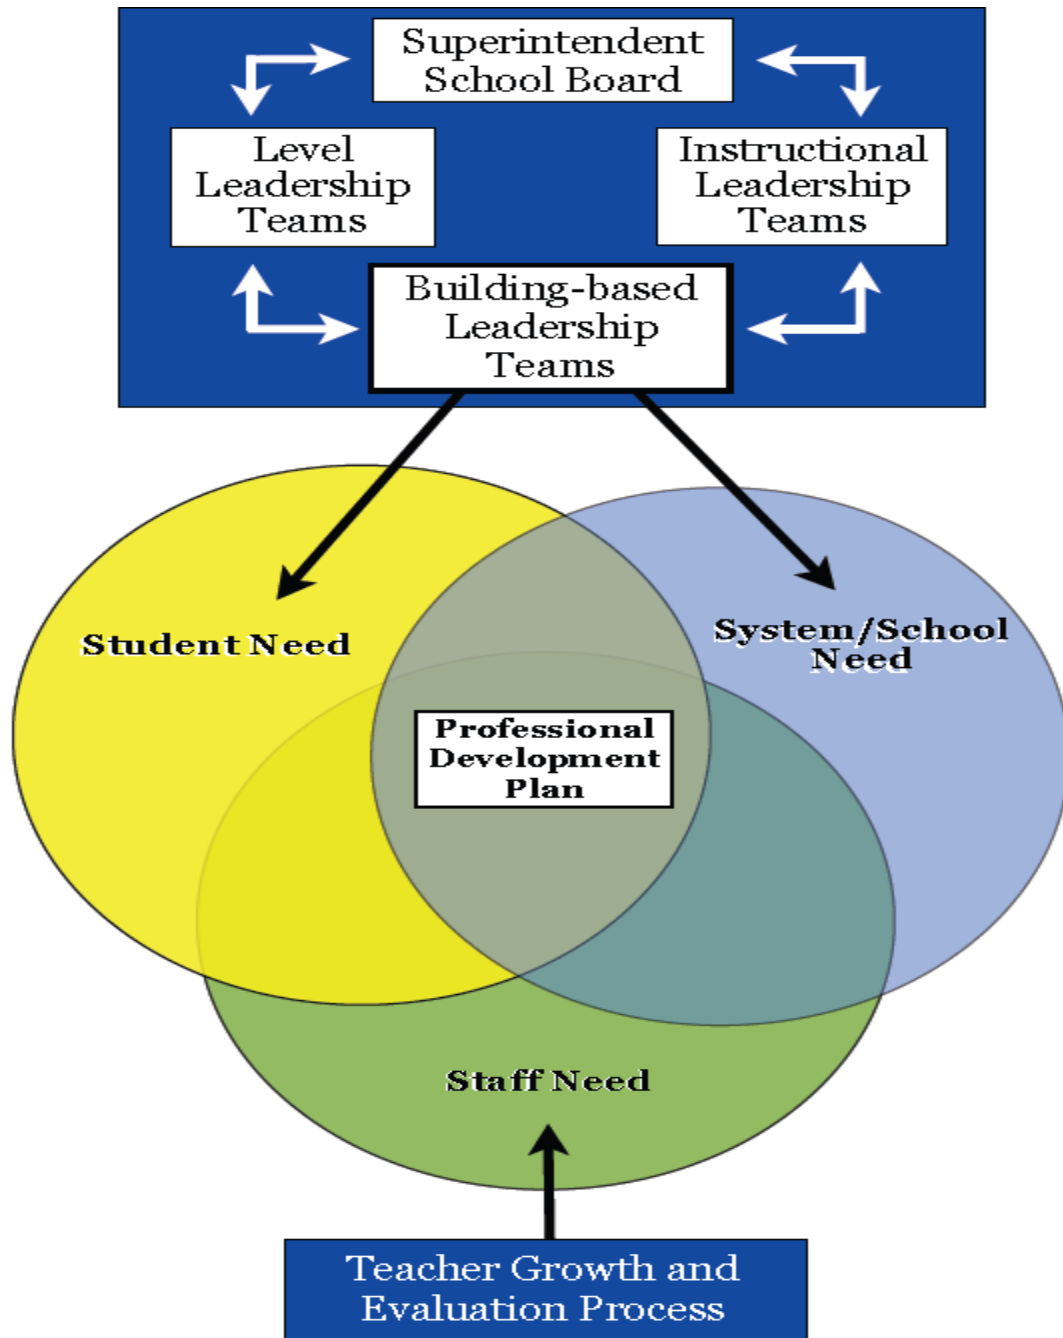 Superintendent
School Board
Level
Leadership
Teams
Instructional
Leadership
Teams
Building-based
Leadership
Teams
Student Need
System/School
Need
Professional
Development
Plan
Staff Need
Teacher Growth and
Evaluation Process